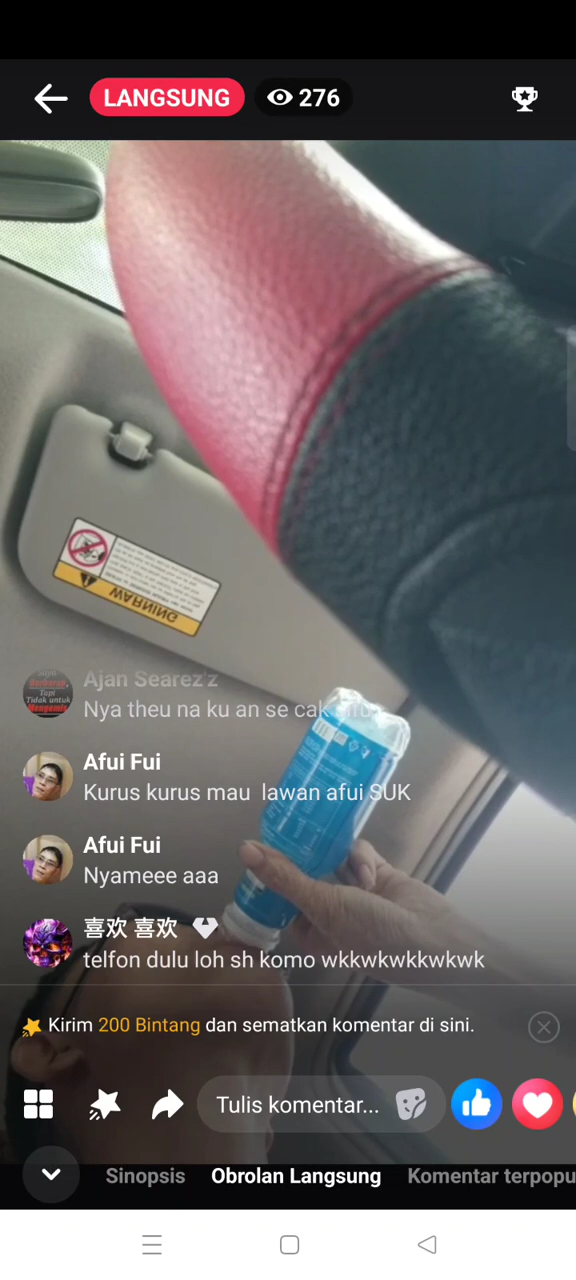 LANGSUNG
276
WARNING
Ajan Searez'z
Nya theu na ku an se cak
Afui Fui
Kurus kurus mau lawan afui SUK
Afui Fui
Nyameee aaa
喜欢 喜欢
telfon dulu loh sh komo wkkwkwkkwkwk
Kirim 200 Bintang dan sematkan komentar di sini.
Tulis komentar...
Sinopsis Obrolan Langsung Komentar terpopu